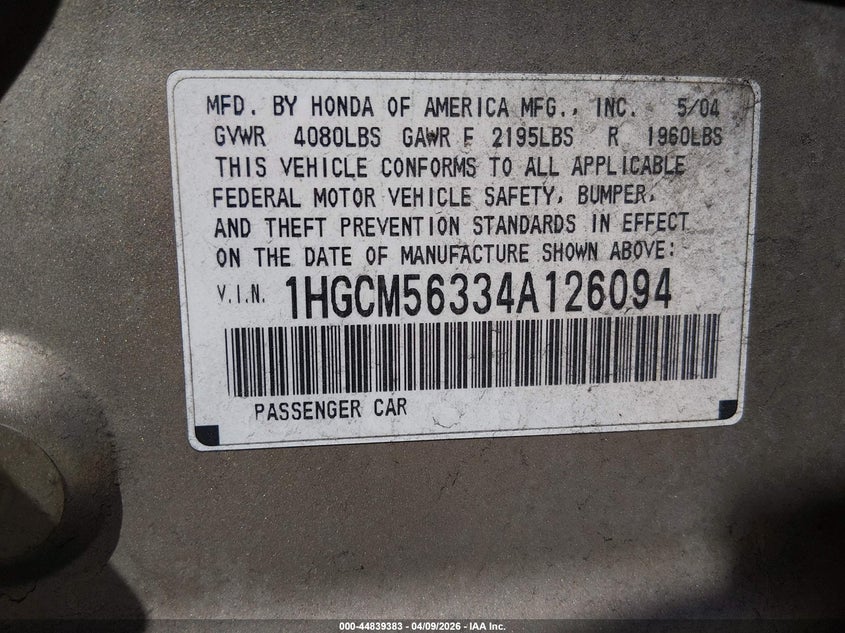 MFD. BY HONDA OF AMERICA MFG., INC. 5/04
GVWR 4080LBS GAWR F 2195LBS R 1960LBS
THIS VEHICLE CONFORMS TO ALL APPLICABLE
FEDERAL MOTOR VEHICLE SAFETY, BUMPER,
AND THEFT PREVENTION STANDARDS IN EFFECT
ON THE DATE OF MANUFACTURE SHOWN ABOVE:
V.I.N. 1HGCM56334A126094
PASSENGER CAR
000-44839383 - 04/09/2026 - IAA Inc.